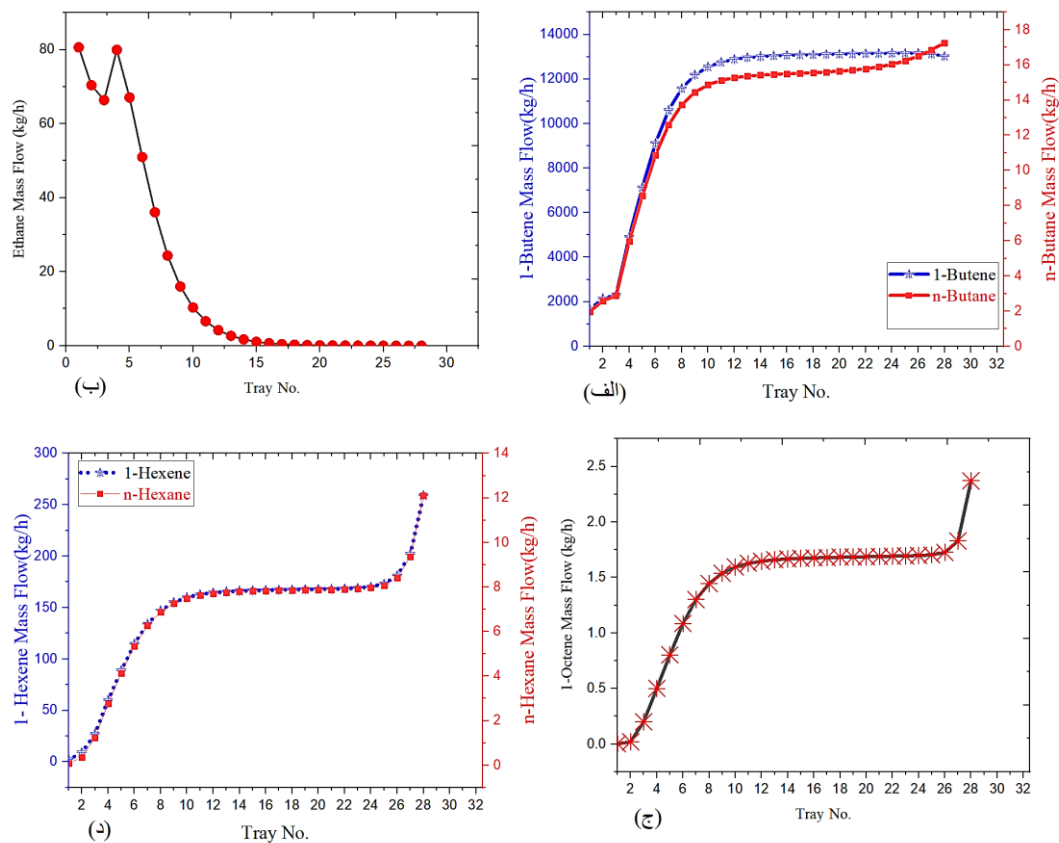 Ethane Mass Flow (kg/h)
80
60
40
20
0
0 5 10 15 20 25 30
Tray No.
(ب)
1-Butene Mass Flow(kg/h)
14000
12000
10000
8000
6000
4000
2000
0
n-Butane Mass Flow(kg/h)
18
16
14
12
10
8
6
4
2
0
1-Butene
n-Butane
2 4 6 8 10 12 14 16 18 20 22 24 26 28 30 32
Tray No.
(الف)
1- Hexene Mass Flow(kg/h)
300
250
200
150
100
50
0
1-Hexene
n-Hexane
n-Hexane Mass Flow(kg/h)
14
12
10
8
6
4
2
0
2 4 6 8 10 12 14 16 18 20 22 24 26 28 30 32
Tray No.
(د)
1-Octene Mass Flow (kg/h)
2.5
2.0
1.5
1.0
0.5
0.0
2 4 6 8 10 12 14 16 18 20 22 24 26 28 30 32
Tray No.
(ج)